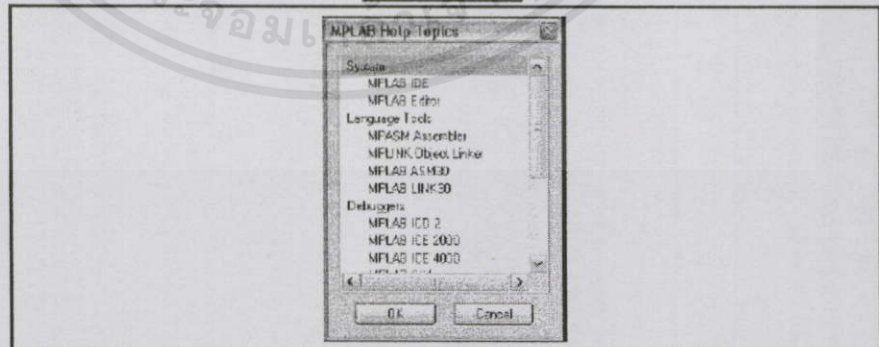 MPLAB Help Topics
System
MPLAB IDE
MPLAB Editor
Language Tools
MPASM Assembler
MPLINK Object Linker
MPLAB ASM30
MPLAB LINK30
Debuggers
MPLAB ICD 2
MPLAB ICE 2000
MPLAB ICE 4000
OK Cancel